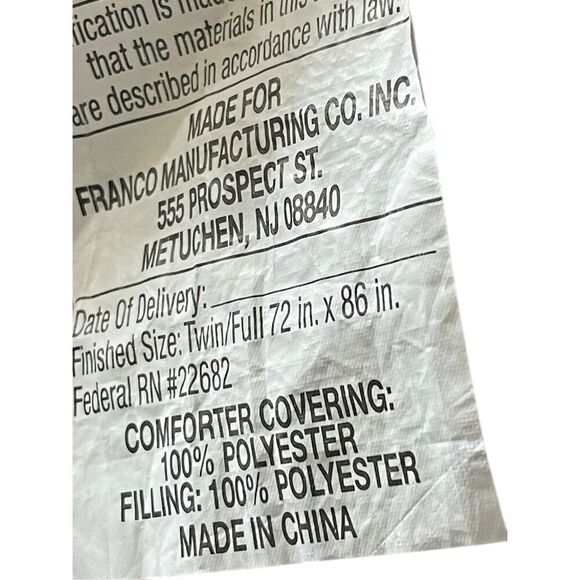 is made
that the materials in this
are described in accordance with law.
MADE FOR
FRANCO MANUFACTURING CO. INC.
555 PROSPECT ST.
METUCHEN, NJ 08840
Date Of Delivery:
Finished Size: Twin/Full 72 in. x 86 in.
Federal RN #22682
COMFORTER COVERING:
100% POLYESTER
FILLING: 100% POLYESTER
MADE IN CHINA